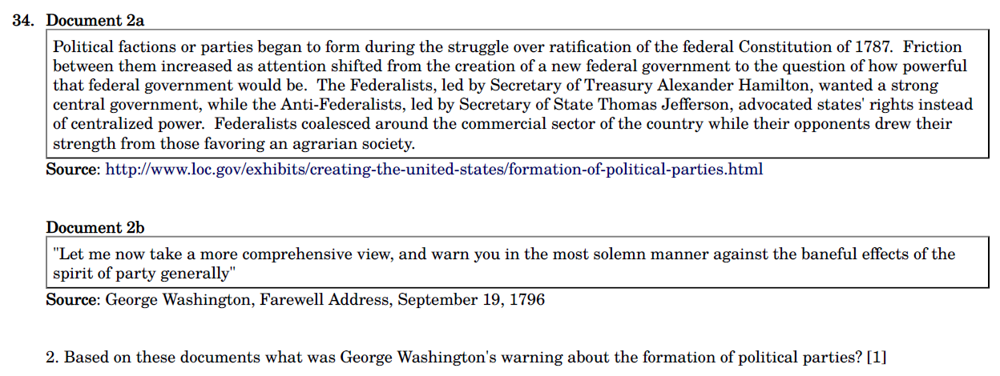 34. Document 2a
Political factions or parties began to form during the struggle over ratification of the federal Constitution of 1787. Friction
between them increased as attention shifted from the creation of a new federal government to the question of how powerful
that federal government would be. The Federalists, led by Secretary of Treasury Alexander Hamilton, wanted a strong
central government, while the Anti-Federalists, led by Secretary of State Thomas Jefferson, advocated states' rights instead
of centralized power. Federalists coalesced around the commercial sector of the country while their opponents drew their
strength from those favoring an agrarian society.
Source: http://www.loc.gov/exhibits/creating-the-united-states/formation-of-political-parties.html
Document 2b
"Let me now take a more comprehensive view, and warn you in the most solemn manner against the baneful effects of the
spirit of party generally"
Source: George Washington, Farewell Address, September 19, 1796
2. Based on these documents what was George Washington's warning about the formation of political parties? [1]